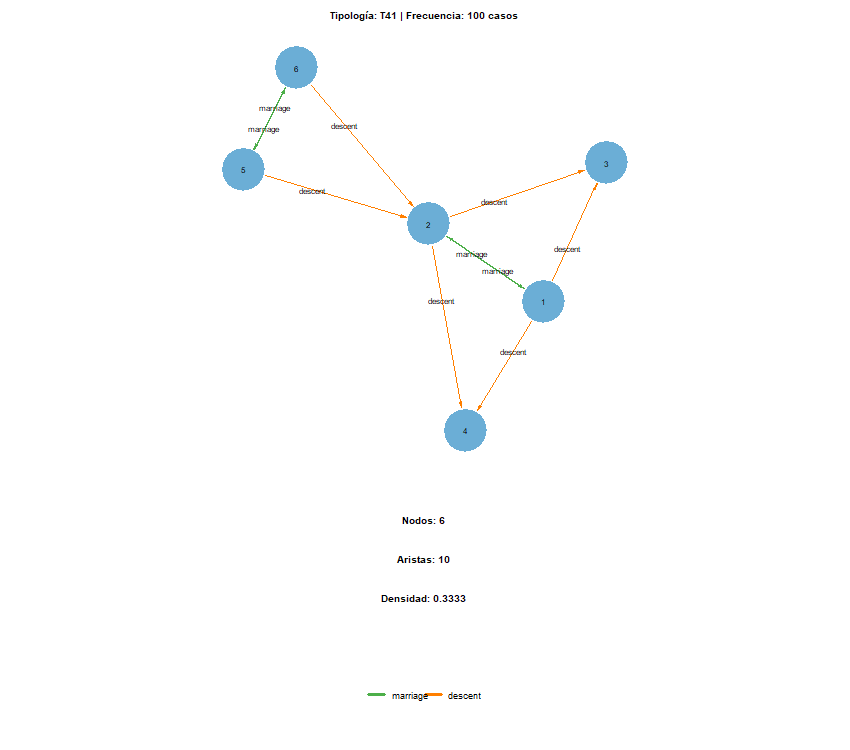 Tipología: T41 | Frecuencia: 100 casos
6
marriage
descent
marriage
3
5
descent
descent
2
descent
marriage
marriage
descent
1
descent
4
Nodos: 6
Aristas: 10
Densidad: 0.3333
marriage descent